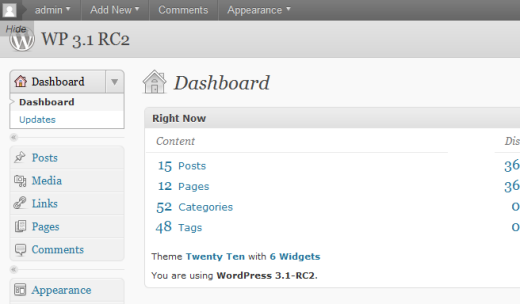 admin Add New Comments Appearance
Hide
WP 3.1 RC2
Dashboard
Dashboard
Dashboard
Updates
Right Now
Content Dis
15 Posts 36
12 Pages 36
52 Categories 0
48 Tags 0
Theme Twenty Ten with 6 Widgets
You are using WordPress 3.1-RC2.
Posts
Media
Links
Pages
Comments
Appearance